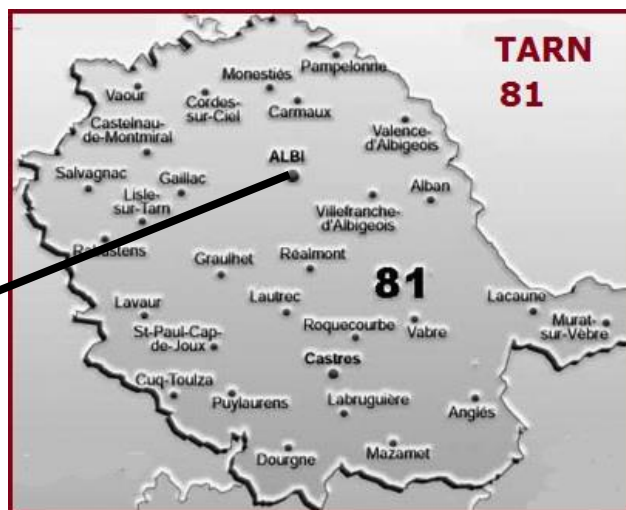 TARN
81
Pampelonne
Monestiés
Vaour
Cordes-
sur-Ciel
Carmaux
Castelnau-
de-Montmiral
Valence-
d'Albigeois
ALBI
Salvagnac
Gaillac
Alban
Lisle-
sur-Tarn
Villefranche-
d'Albigeois
Rabastens
Graulhet
Réalmont
81
Lavaur
Lautrec
Lacaune
St-Paul-Cap-
de-Joux
Roquecourbe
Vabre
Murat-
sur-Vèbre
Castres
Cuq-Toulza
Puylaurens
Labruguière
Anglés
Dourgne
Mazamet